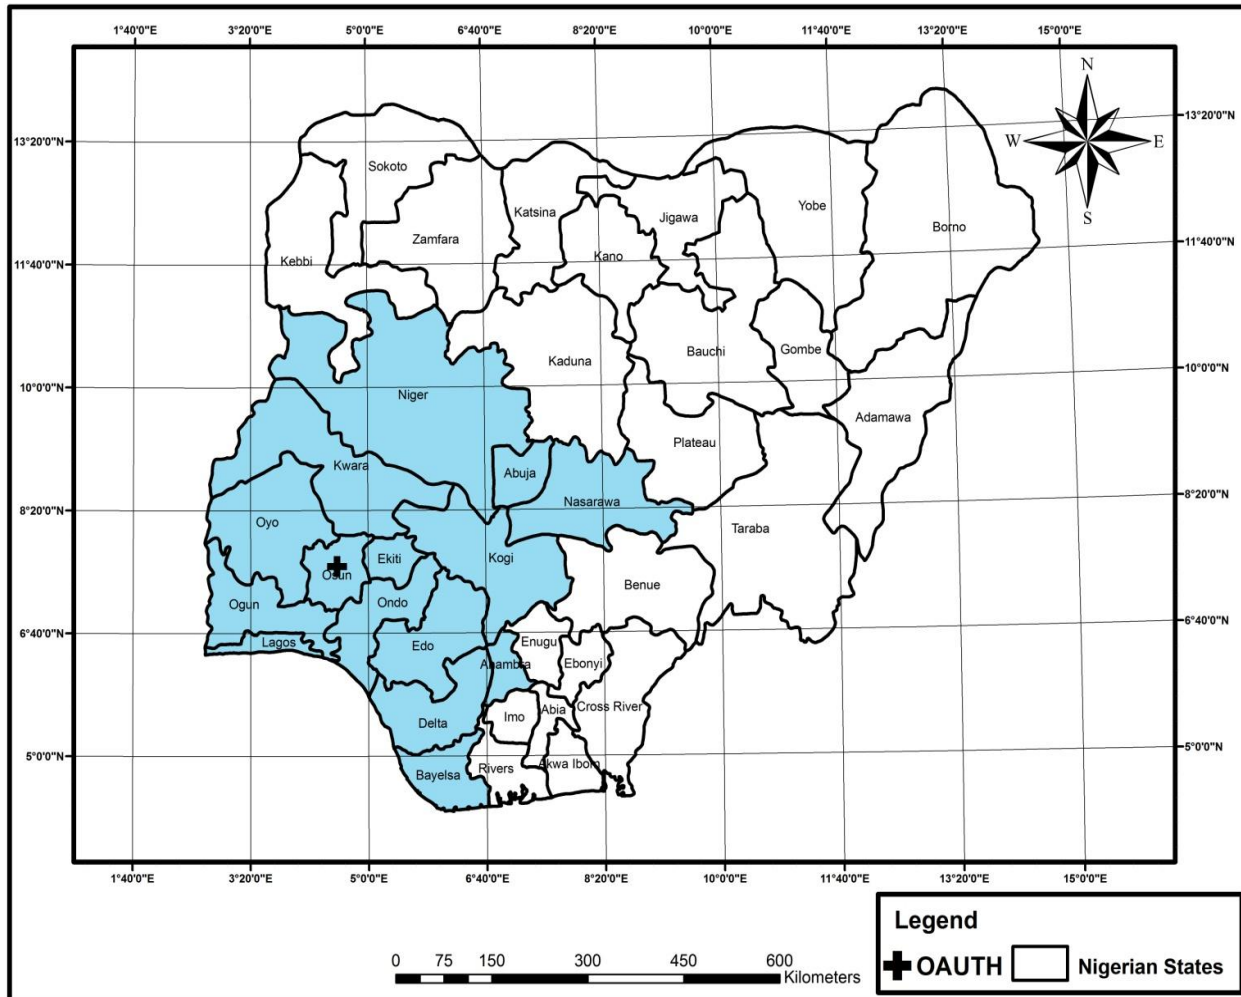 1°40'0"E 3°20'0"E 5°00'0"E 6°40'0"E 8°20'0"E 10°0'0"E 11°40'0"E 13°20'0"E 15°0'0"E
N
13°20'0"N 13°20'0"N
W E
Sokoto
S
Katsina Jigawa Yobe
Zamfara Borno
Kebbi Kano
11°40'0"N 11°40'0"N
Kaduna Bauchi Gombe
10°0'0"N 10°0'0"N
Niger
Adamawa
Plateau
Kwara Abuja
Nasarawa
8°20'0"N 8°20'0"N
Oyo Taraba
Ekiti Kogi
Osun
Benue
Ogun Ondo
6°40'0"N 6°40'0"N
Lagos Edo Enugu
Anambra Ebonyi
Abia Cross River
Delta Imo
5°0'0"N 5°0'0"N
Bayelsa Rivers Akwa Ibom
1°40'0"E 3°20'0"E 5°0'0"E 6°40'0"E 8°20'0"E 10°0'0"E 11°40'0"E 13°20'0"E 15°0'0"E
Legend
OAUTH Nigerian States
0 75 150 300 450 600
Kilometers